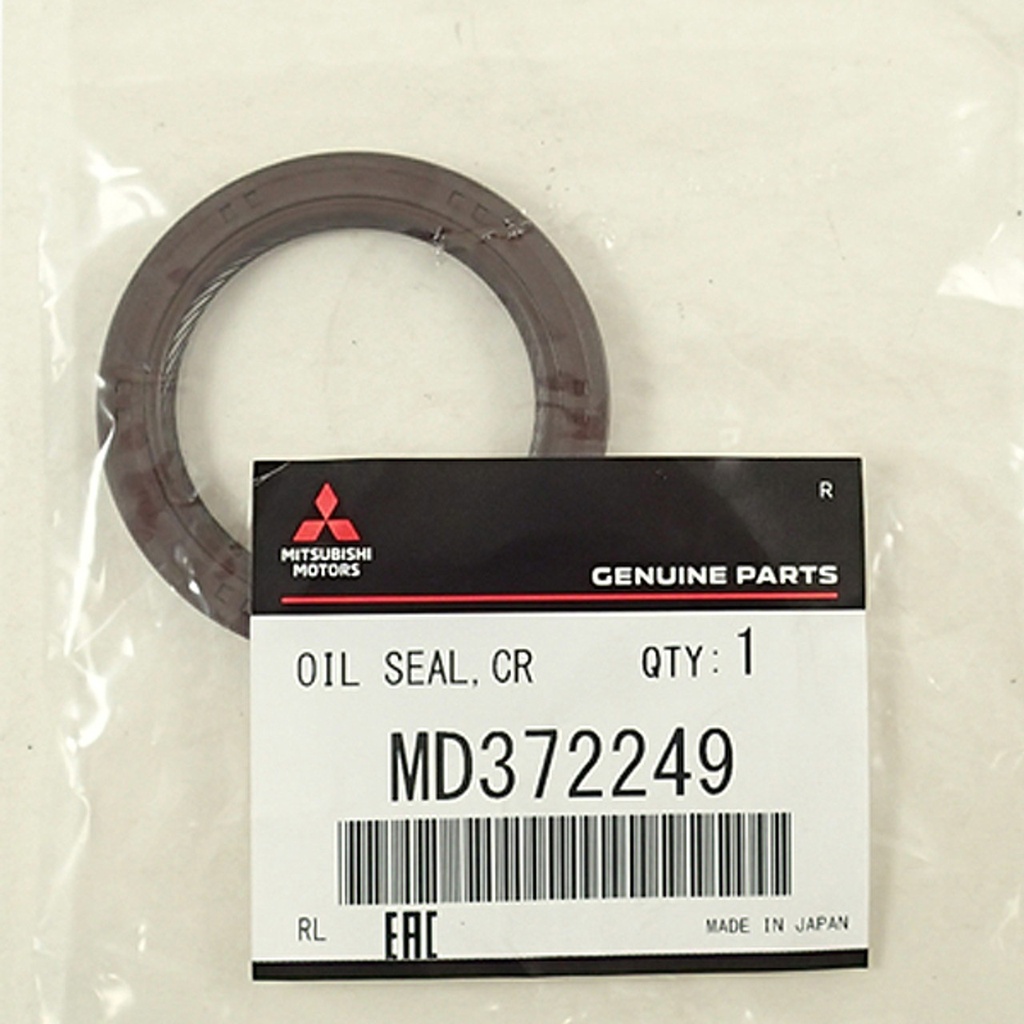 R
MITSUBISHI
MOTORS
GENUINE PARTS
OIL SEAL,CR QTY: 1
MD372249
RL EAC MADE IN JAPAN